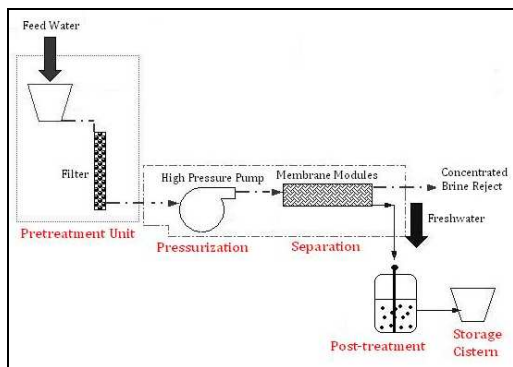 Feed Water
Filter
Pretreatment Unit
High Pressure Pump
Membrane Modules
Pressurization
Separation
Concentrated
Brine Reject
Freshwater
Post-treatment
Storage
Cistern